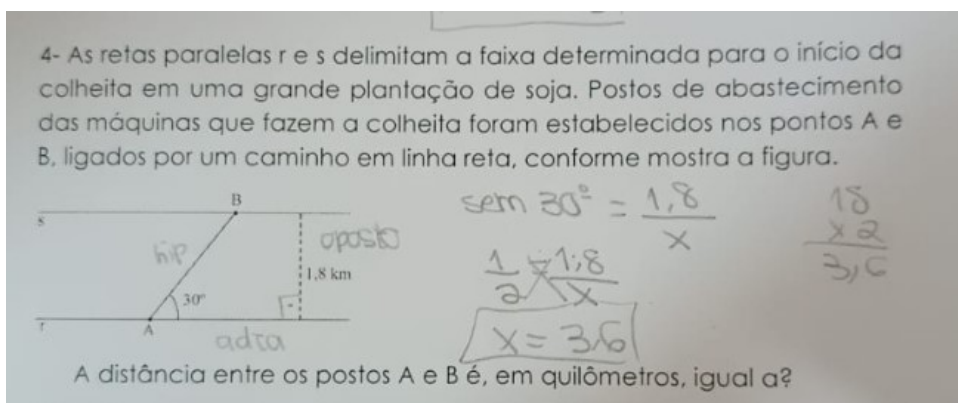 4- As retas paralelas r e s delimitam a faixa determinada para o início da
colheita em uma grande plantação de soja. Postos de abastecimento
das máquinas que fazem a colheita foram estabelecidos nos pontos A e
B, ligados por um caminho em linha reta, conforme mostra a figura.
B
s
hip
oposto
1,8 km
30°
r
A
adja
sem 30° = 1,8 / x
1/2 = 1,8/x
x = 3,6
18
x 2
3,6
A distância entre os postos A e B é, em quilômetros, igual a?